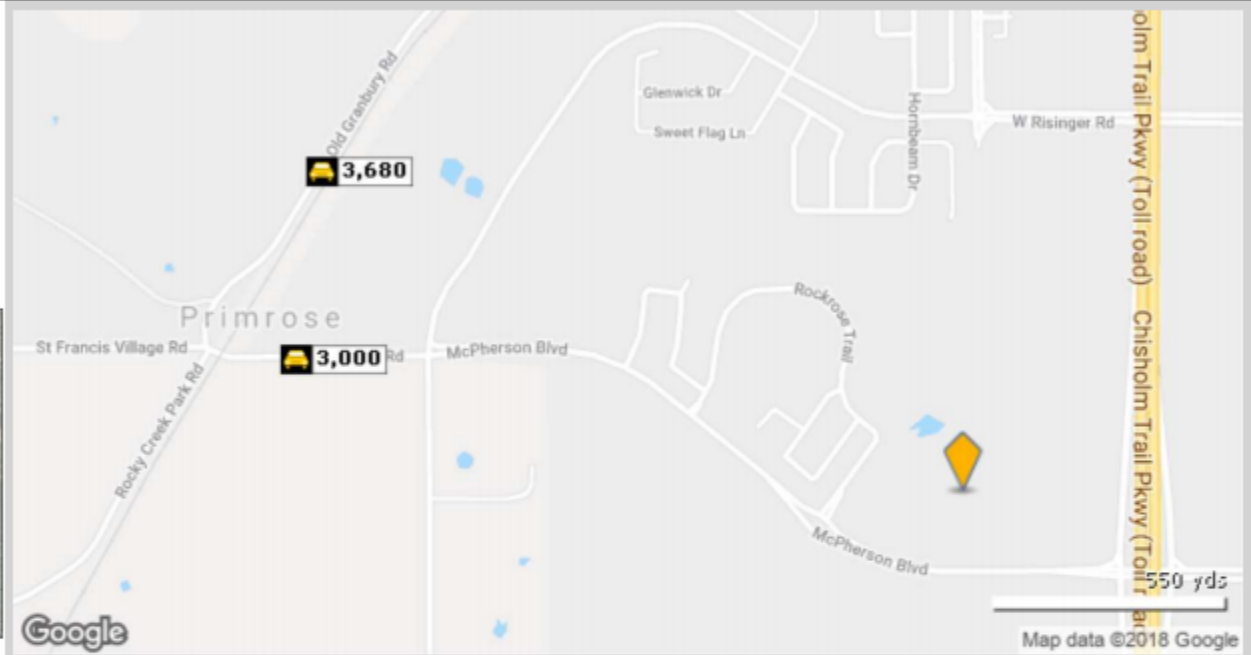 olm Trail Pkwy (Toll road)
Old Granbury Rd
Glenwick Dr
Hornbeam Dr
W Risinger Rd
Sweet Flag Ln
3,680
Rockrose Trail
Primrose
Chisholm Trail Pkwy (Toll road)
St Francis Village Rd
3,000 Rd
McPherson Blvd
Rocky Creek Park Rd
McPherson Blvd
550 yds
Google
Map data ©2018 Google